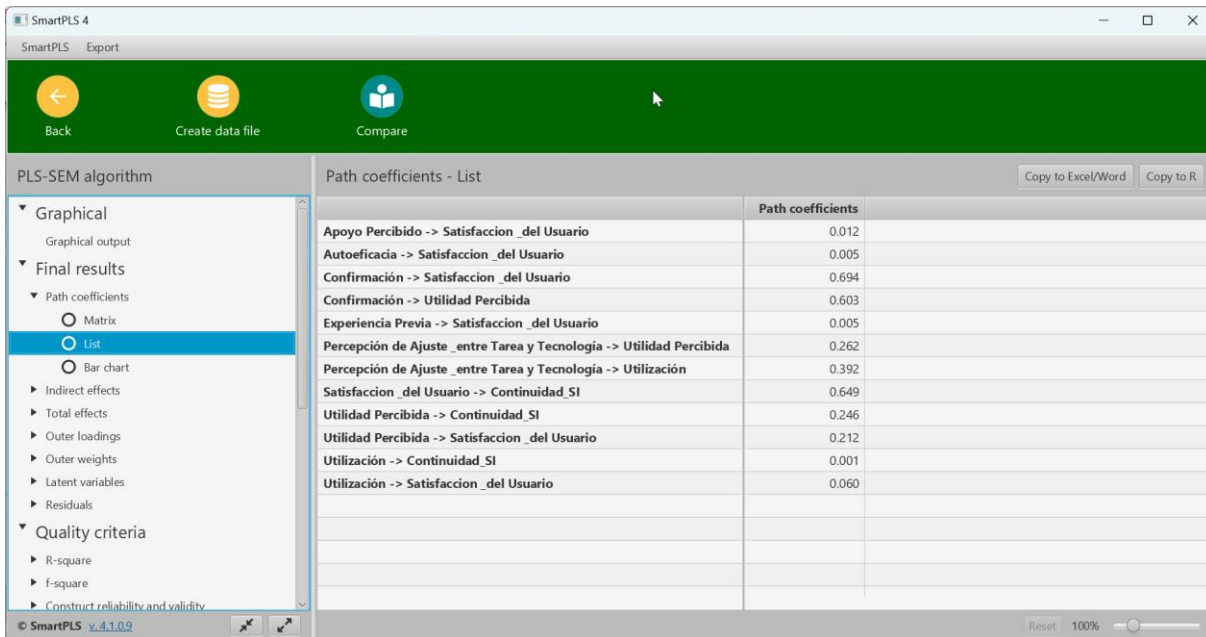 SmartPLS 4
SmartPLS Export
Back Create data file Compare
PLS-SEM algorithm
Graphical
Graphical output
Final results
Path coefficients
Matrix
List
Bar chart
Indirect effects
Total effects
Outer loadings
Outer weights
Latent variables
Residuals
Quality criteria
R-square
f-square
Construct reliability and validity
© SmartPLS v. 4.1.0.9
Path coefficients - List Copy to Excel/Word Copy to R
Path coefficients
Apoyo Percibido -> Satisfaccion _del Usuario 0.012
Autoeficacia -> Satisfaccion _del Usuario 0.005
Confirmación -> Satisfaccion _del Usuario 0.694
Confirmación -> Utilidad Percibida 0.603
Experiencia Previa -> Satisfaccion _del Usuario 0.005
Percepción de Ajuste _entre Tarea y Tecnología -> Utilidad Percibida 0.262
Percepción de Ajuste _entre Tarea y Tecnología -> Utilización 0.392
Satisfaccion _del Usuario -> Continuidad_SI 0.649
Utilidad Percibida -> Continuidad_SI 0.246
Utilidad Percibida -> Satisfaccion _del Usuario 0.212
Utilización -> Continuidad_SI 0.001
Utilización -> Satisfaccion _del Usuario 0.060
Reset 100%